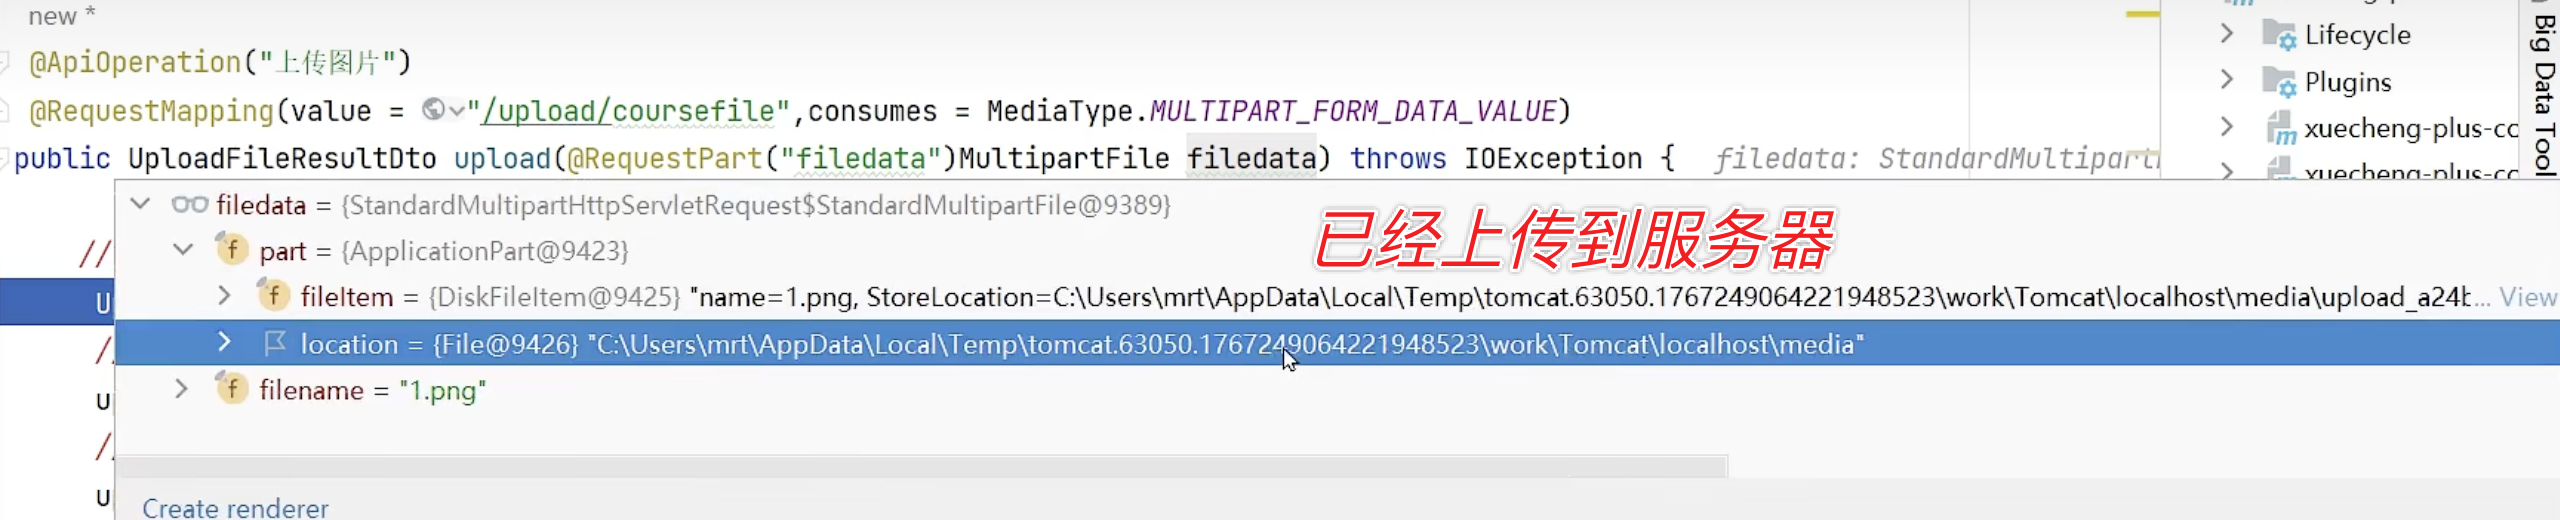 new *
@ApiOperation("上传图片")
@RequestMapping(value = "/upload/coursefile",consumes = MediaType.MULTIPART_FORM_DATA_VALUE)
public UploadFileResultDto upload(@RequestPart("filedata")MultipartFile filedata) throws IOException { filedata: StandardMultipart
filedata = {StandardMultipartHttpServletRequest$StandardMultipartFile@9389}
已经上传到服务器
//
part = {ApplicationPart@9423}
U
fileItem = {DiskFileItem@9425} "name=1.png, StoreLocation=C:\Users\mrt\AppData\Local\Temp\tomcat.63050.1767249064221948523\work\Tomcat\localhost\media\upload_a24b... View
location = {File@9426} "C:\Users\mrt\AppData\Local\Temp\tomcat.63050.1767249064221948523\work\Tomcat\localhost\media"
filename = "1.png"
Create renderer
Lifecycle
Plugins
xuecheng-plus-co
xuecheng-plus-co
Big Data Tool